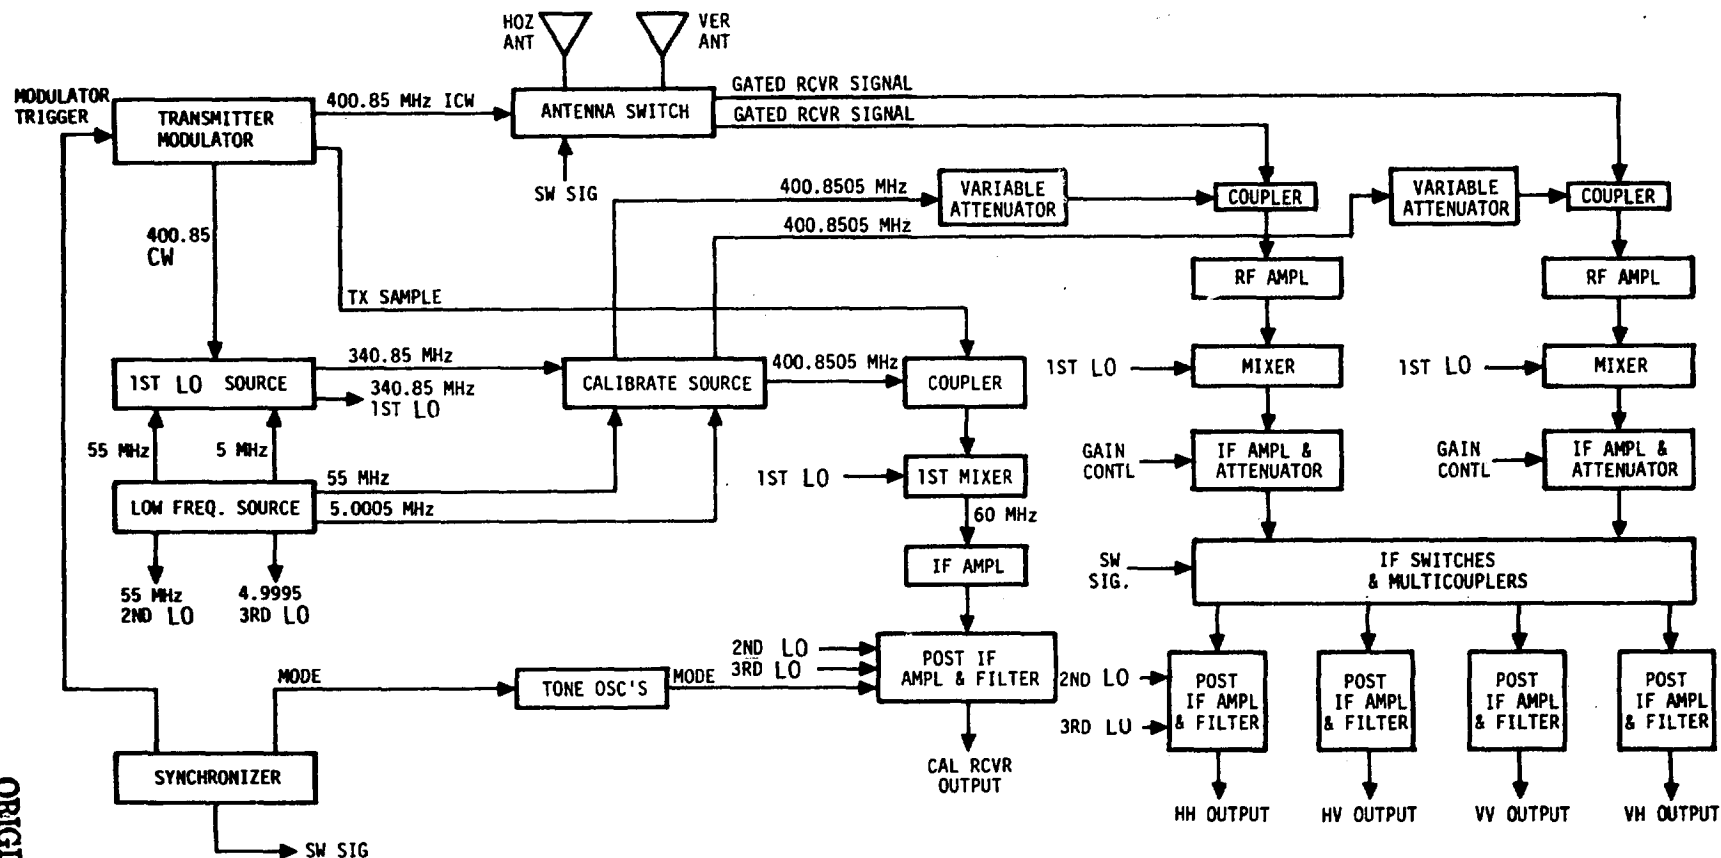 HOZ
ANT
VER
ANT
MODULATOR
TRIGGER
TRANSMITTER
MODULATOR
400.85 MHz ICW
ANTENNA SWITCH
GATED RCVR SIGNAL
GATED RCVR SIGNAL
SW SIG
400.8505 MHz
VARIABLE
ATTENUATOR
COUPLER
VARIABLE
ATTENUATOR
COUPLER
400.8505 MHz
400.85
CW
RF AMPL
RF AMPL
TX SAMPLE
1ST LO SOURCE
340.85 MHz
340.85 MHz
1ST LO
CALIBRATE SOURCE
400.8505 MHz
COUPLER
1ST LO
MIXER
1ST LO
MIXER
55 MHz
5 MHz
GAIN
CONTL
IF AMPL &
ATTENUATOR
GAIN
CONTL
IF AMPL &
ATTENUATOR
LOW FREQ. SOURCE
55 MHz
5.0005 MHz
1ST LO
1ST MIXER
60 MHz
IF AMPL
SW
SIG.
IF SWITCHES
& MULTICOUPLERS
55 MHz
2ND LO
4.9995
3RD LO
MODE
TONE OSC'S
MODE
2ND LO
3RD LO
POST IF
AMPL & FILTER
2ND LO
3RD LO
POST
IF AMPL
& FILTER
POST
IF AMPL
& FILTER
POST
IF AMPL
& FILTER
POST
IF AMPL
& FILTER
SYNCHRONIZER
CAL RCVR
OUTPUT
HH OUTPUT
HV OUTPUT
VV OUTPUT
VH OUTPUT
SW SIG